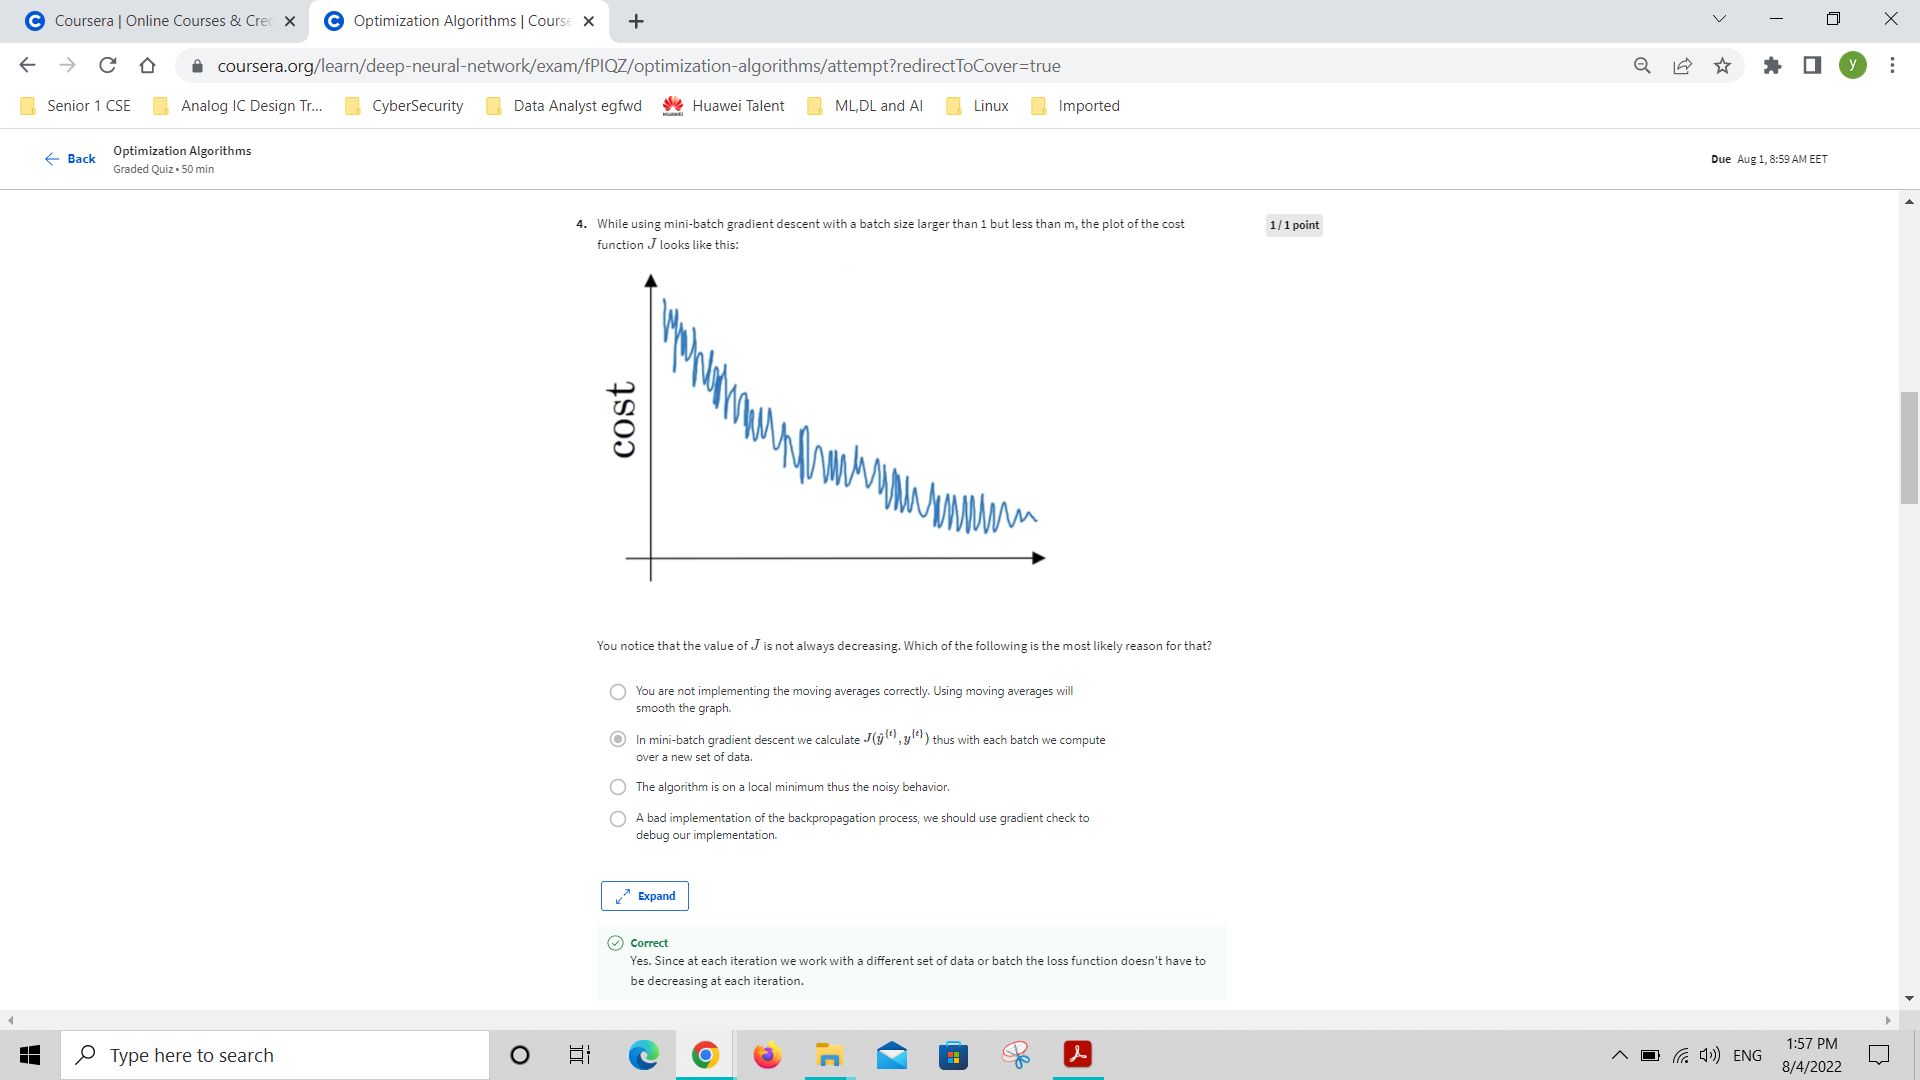 Coursera | Online Courses & Cre
Optimization Algorithms | Cours
coursera.org/learn/deep-neural-network/exam/fPIQZ/optimization-algorithms/attempt?redirectToCover=true
y
Senior 1 CSE
Analog IC Design Tr...
CyberSecurity
Data Analyst egfwd
Huawei Talent
ML,DL and AI
Linux
Imported
Back
Optimization Algorithms
Graded Quiz • 50 min
Due Aug 1, 8:59 AM EET
4. While using mini-batch gradient descent with a batch size larger than 1 but less than m, the plot of the cost
function J looks like this:
1 / 1 point
cost
You notice that the value of J is not always decreasing. Which of the following is the most likely reason for that?
You are not implementing the moving averages correctly. Using moving averages will
smooth the graph.
In mini-batch gradient descent we calculate J(ŷ^{t}, y^{t}) thus with each batch we compute
over a new set of data.
The algorithm is on a local minimum thus the noisy behavior.
A bad implementation of the backpropagation process, we should use gradient check to
debug our implementation.
Expand
Correct
Yes. Since at each iteration we work with a different set of data or batch the loss function doesn't have to
be decreasing at each iteration.
Type here to search
ENG
1:57 PM
8/4/2022